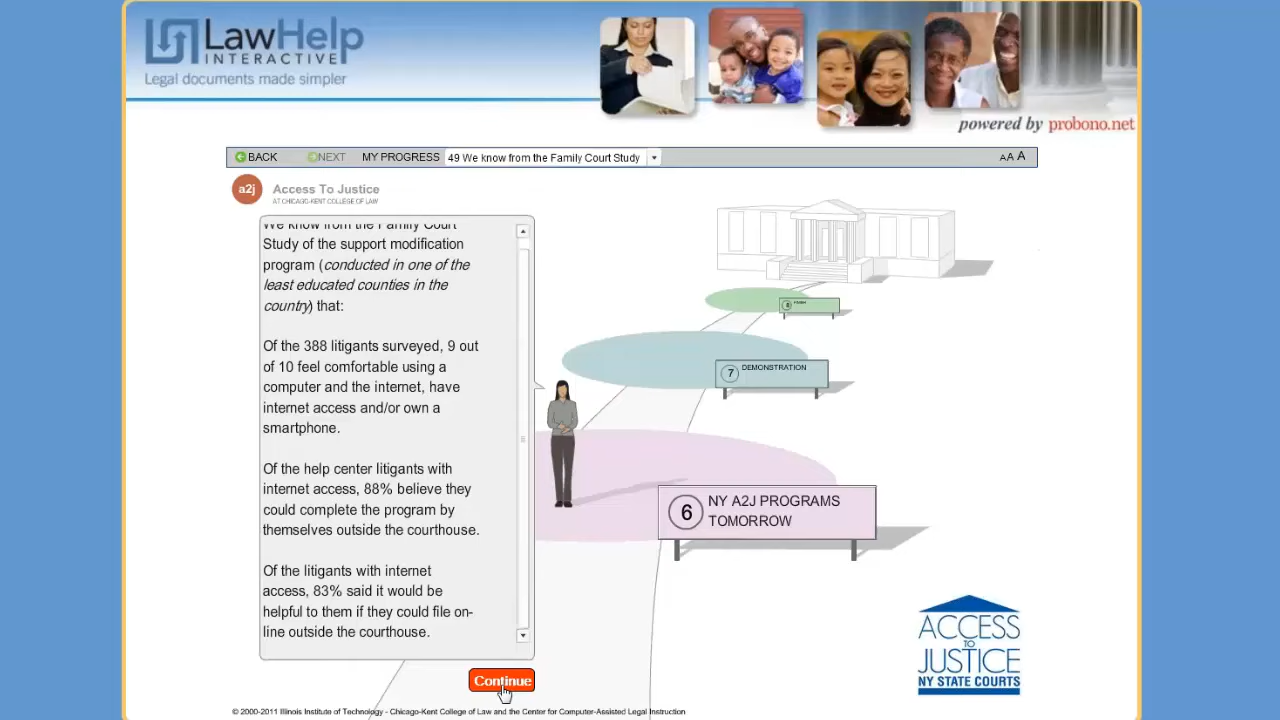 LawHelp
INTERACTIVE
Legal documents made simpler
powered by probono.net
BACK NEXT MY PROGRESS 49 We know from the Family Court Study AAA
a2j Access To Justice
AT CHICAGO-KENT COLLEGE OF LAW
We know from the Family Court
Study of the support modification
program (conducted in one of the
least educated counties in the
country) that:
Of the 388 litigants surveyed, 9 out
of 10 feel comfortable using a
computer and the internet, have
internet access and/or own a
smartphone.
Of the help center litigants with
internet access, 88% believe they
could complete the program by
themselves outside the courthouse.
Of the litigants with internet
access, 83% said it would be
helpful to them if they could file on-
line outside the courthouse.
Continue
8
7 DEMONSTRATION
6 NY A2J PROGRAMS
TOMORROW
ACCESS
TO
JUSTICE
NY STATE COURTS
© 2000-2011 Illinois Institute of Technology - Chicago-Kent College of Law and the Center for Computer-Assisted Legal Instruction